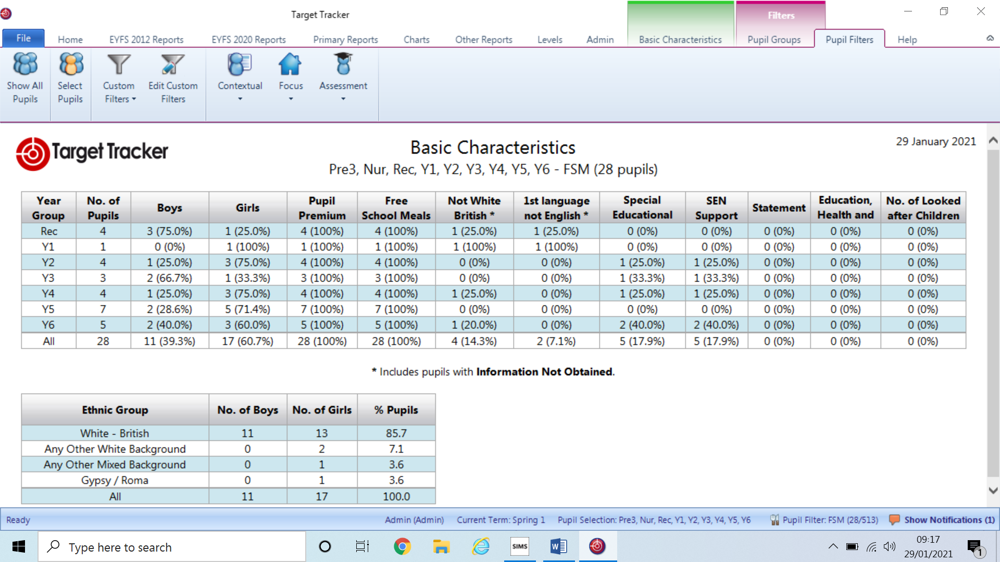 Target Tracker
Filters
File Home EYFS 2012 Reports EYFS 2020 Reports Primary Reports Charts Other Reports Levels Admin Basic Characteristics Pupil Groups Pupil Filters Help
Show All Pupils
Select Pupils
Custom Filters
Edit Custom Filters
Contextual
Focus
Assessment
Target Tracker
Basic Characteristics
29 January 2021
Pre3, Nur, Rec, Y1, Y2, Y3, Y4, Y5, Y6 - FSM (28 pupils)
Year Group No. of Pupils Boys Girls Pupil Premium Free School Meals Not White British * 1st language not English * Special Educational SEN Support Statement Education, Health and No. of Looked after Children
Rec 4 3 (75.0%) 1 (25.0%) 4 (100%) 4 (100%) 1 (25.0%) 1 (25.0%) 0 (0%) 0 (0%) 0 (0%) 0 (0%) 0 (0%)
Y1 1 0 (0%) 1 (100%) 1 (100%) 1 (100%) 1 (100%) 1 (100%) 0 (0%) 0 (0%) 0 (0%) 0 (0%) 0 (0%)
Y2 4 1 (25.0%) 3 (75.0%) 4 (100%) 4 (100%) 0 (0%) 0 (0%) 1 (25.0%) 1 (25.0%) 0 (0%) 0 (0%) 0 (0%)
Y3 3 2 (66.7%) 1 (33.3%) 3 (100%) 3 (100%) 0 (0%) 0 (0%) 1 (33.3%) 1 (33.3%) 0 (0%) 0 (0%) 0 (0%)
Y4 4 1 (25.0%) 3 (75.0%) 4 (100%) 4 (100%) 1 (25.0%) 0 (0%) 1 (25.0%) 1 (25.0%) 0 (0%) 0 (0%) 0 (0%)
Y5 7 2 (28.6%) 5 (71.4%) 7 (100%) 7 (100%) 0 (0%) 0 (0%) 0 (0%) 0 (0%) 0 (0%) 0 (0%) 0 (0%)
Y6 5 2 (40.0%) 3 (60.0%) 5 (100%) 5 (100%) 1 (20.0%) 0 (0%) 2 (40.0%) 2 (40.0%) 0 (0%) 0 (0%) 0 (0%)
All 28 11 (39.3%) 17 (60.7%) 28 (100%) 28 (100%) 4 (14.3%) 2 (7.1%) 5 (17.9%) 5 (17.9%) 0 (0%) 0 (0%) 0 (0%)
* Includes pupils with Information Not Obtained.
Ethnic Group No. of Boys No. of Girls % Pupils
White - British 11 13 85.7
Any Other White Background 0 2 7.1
Any Other Mixed Background 0 1 3.6
Gypsy / Roma 0 1 3.6
All 11 17 100.0
Ready Admin (Admin) Current Term: Spring 1 Pupil Selection: Pre3, Nur, Rec, Y1, Y2, Y3, Y4, Y5, Y6 Pupil Filter: FSM (28/513) Show Notifications (1)
Type here to search
SIMS
W
09:17
29/01/2021
1